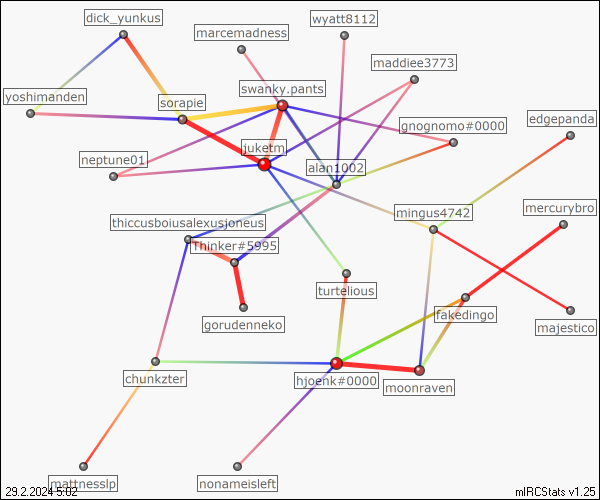 dick_yunkus
wyatt8112
marcemadness
maddiee3773
swanky.pants
yoshimanden
sorapie
edgepanda
gnognomo#0000
juketm
neptune01
alan1002
mercurybro
mingus4742
thiccusboiusalexusjoneus
Thinker#5995
turtelious
fakedingo
gorudenneko
majestico
chunkzter
hjoenk#0000
moonraven
mattnesslp
nonameisleft
29.2.2024 5:02
mIRCStats v1.25